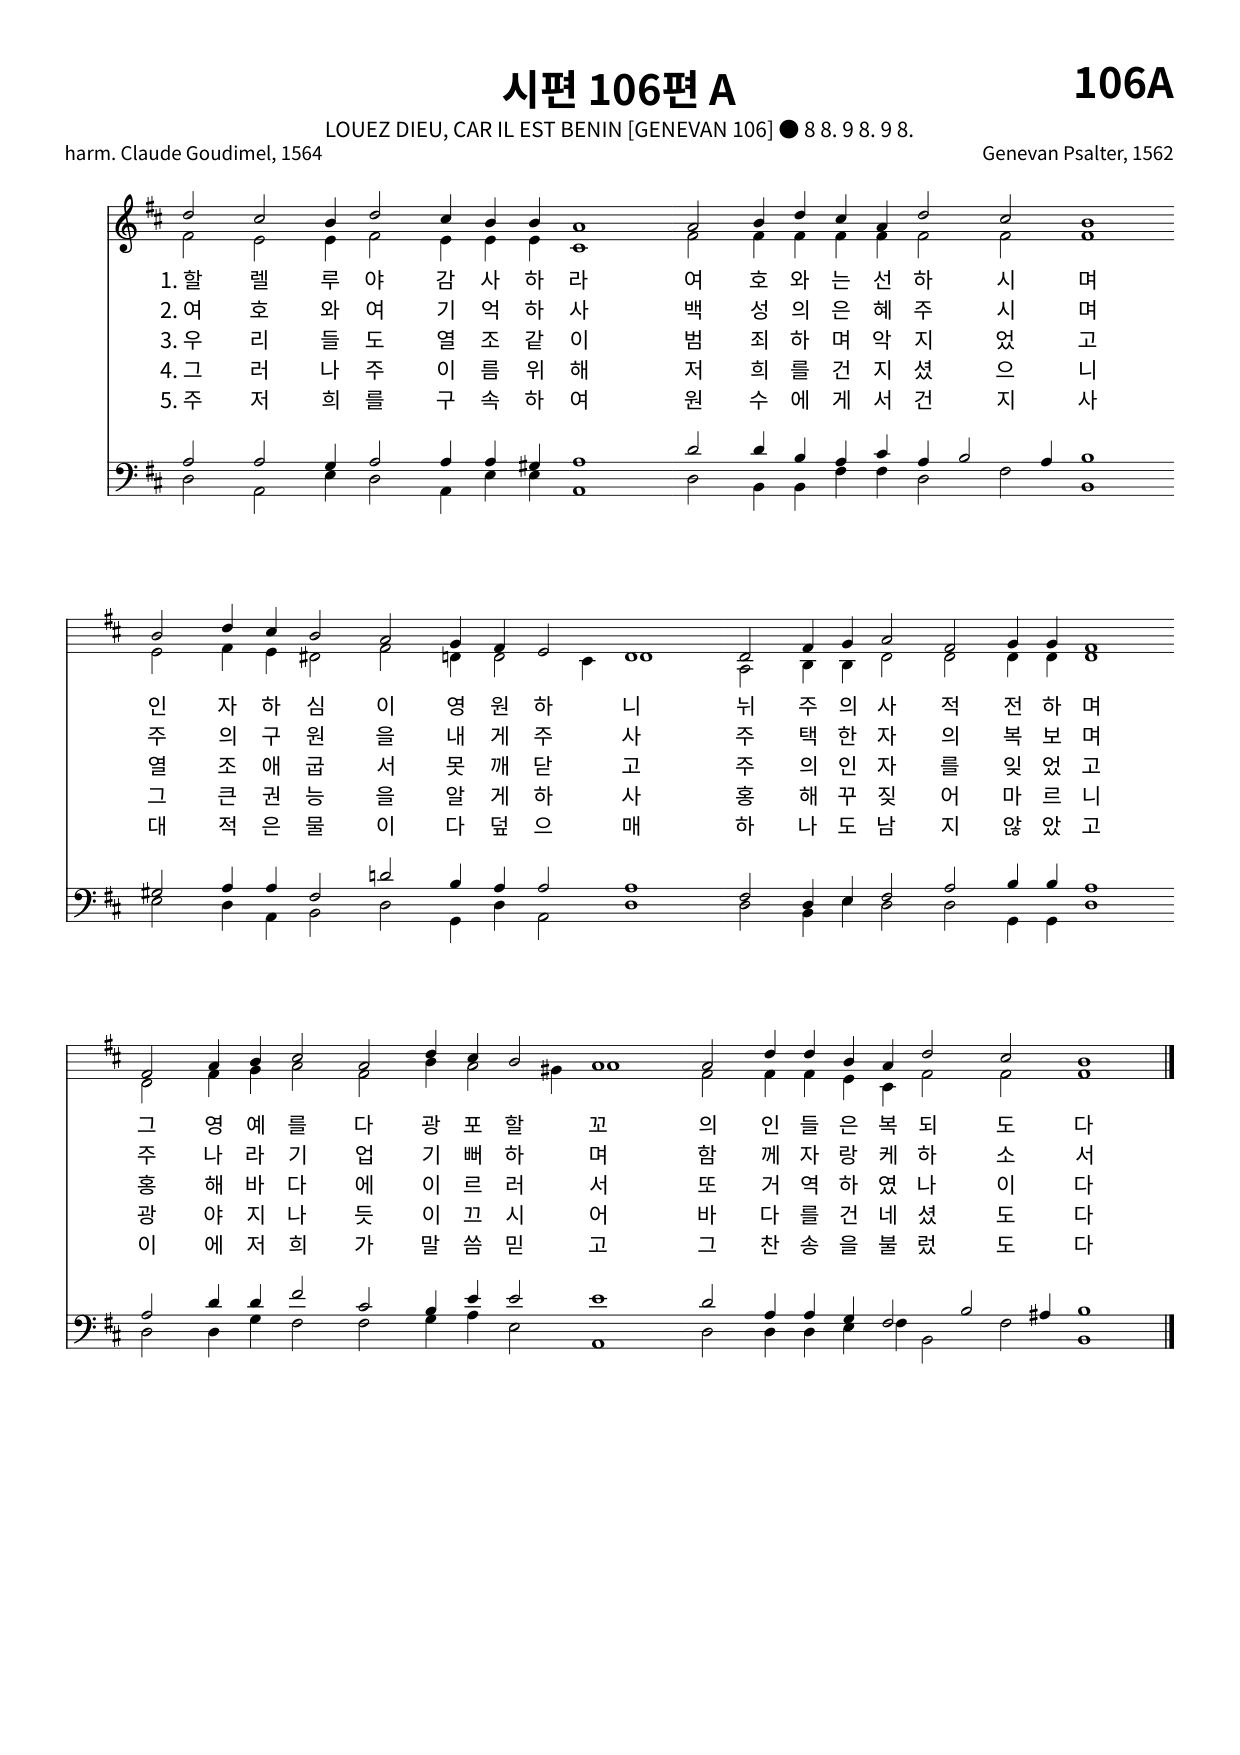 106A
시편 106편 A
LOUEZ DIEU, CAR IL EST BENIN [GENEVAN 106] ● 8 8. 9 8. 9 8.
harm. Claude Goudimel, 1564
Genevan Psalter, 1562
1. 할 렐 루 야 감 사 하 라 여 호 와 는 선 하 시 며
2. 여 호 와 여 기 억 하 사 백 성 의 은 혜 주 시 며
3. 우 리 들 도 열 조 같 이 범 죄 하 며 악 지 었 고
4. 그 러 나 주 이 름 위 해 저 희 를 건 지 셨 으 니
5. 주 저 희 를 구 속 하 여 원 수 에 게 서 건 지 사
인 자 하 심 이 영 원 하 니 뉘 주 의 사 적 전 하 며
주 의 구 원 을 내 게 주 사 주 택 한 자 의 복 보 며
열 조 애 굽 서 못 깨 닫 고 주 의 인 자 를 잊 었 고
그 큰 권 능 을 알 게 하 사 홍 해 꾸 짖 어 마 르 니
대 적 은 물 이 다 덮 으 매 하 나 도 남 지 않 았 고
그 영 예 를 다 광 포 할 꼬 의 인 들 은 복 되 도 다
주 나 라 기 업 기 뻐 하 며 함 께 자 랑 케 하 소 서
홍 해 바 다 에 이 르 러 서 또 거 역 하 였 나 이 다
광 야 지 나 듯 이 끄 시 어 바 다 를 건 네 셨 도 다
이 에 저 희 가 말 씀 믿 고 그 찬 송 을 불 렀 도 다